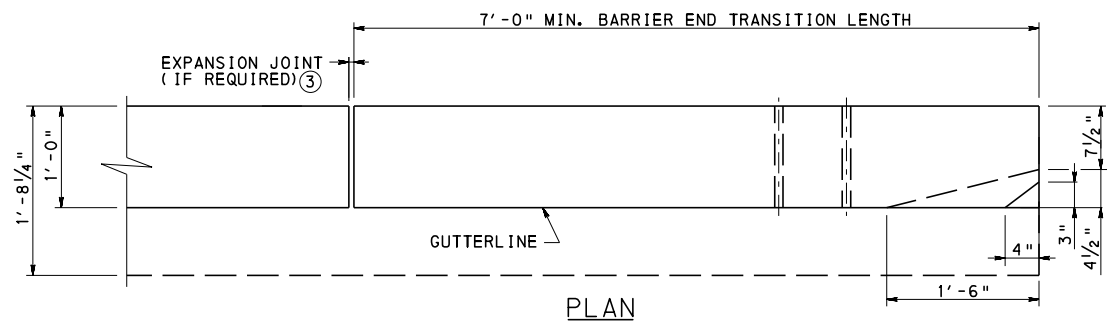 7'-0" MIN. BARRIER END TRANSITION LENGTH
EXPANSION JOINT
(IF REQUIRED) ③
1'-8¼"
1'-0"
7½"
GUTTERLINE
4"
3"
4½"
1'-6"
PLAN